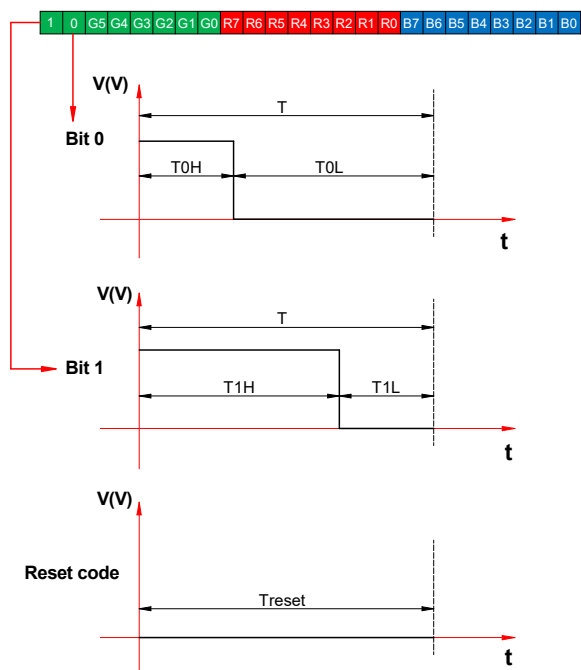 1 0 G5 G4 G3 G2 G1 G0 R7 R6 R5 R4 R3 R2 R1 R0 B7 B6 B5 B4 B3 B2 B1 B0
V(V)
T
Bit 0
T0H T0L
t
V(V)
T
Bit 1
T1H T1L
t
V(V)
Reset code
Treset
t